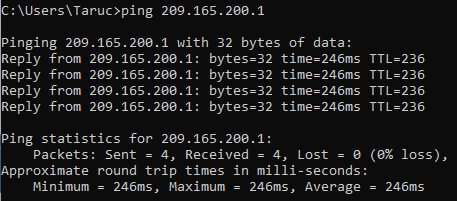 C:\Users\Taruc>ping 209.165.200.1
Pinging 209.165.200.1 with 32 bytes of data:
Reply from 209.165.200.1: bytes=32 time=246ms TTL=236
Reply from 209.165.200.1: bytes=32 time=246ms TTL=236
Reply from 209.165.200.1: bytes=32 time=246ms TTL=236
Reply from 209.165.200.1: bytes=32 time=246ms TTL=236
Ping statistics for 209.165.200.1:
    Packets: Sent = 4, Received = 4, Lost = 0 (0% loss),
Approximate round trip times in milli-seconds:
    Minimum = 246ms, Maximum = 246ms, Average = 246ms